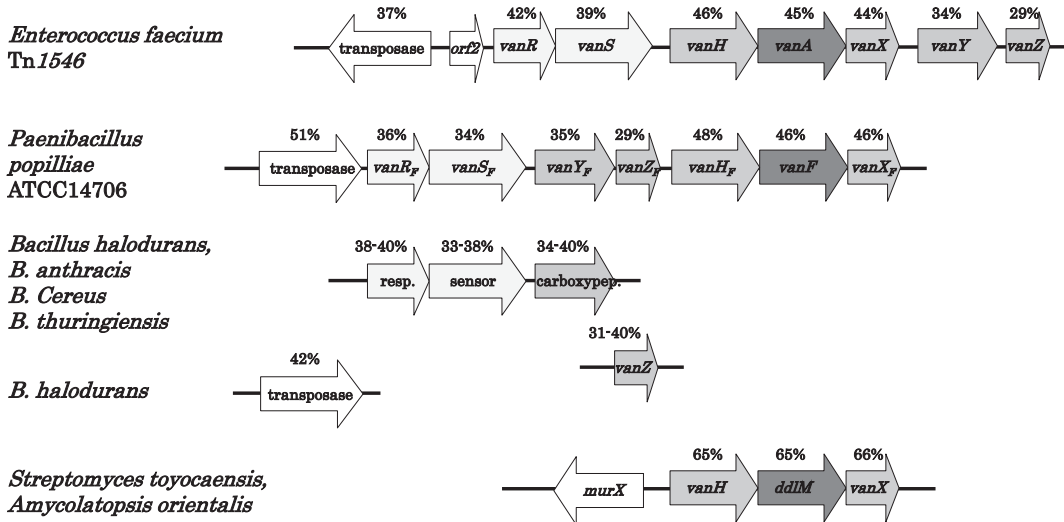 37% 42% 39% 46% 45% 44% 34% 29%
Enterococcus faecium
Tn1546
transposase orf2 vanR vanS vanH vanA vanX vanY vanZ
51% 36% 34% 35% 29% 48% 46% 46%
Paenibacillus
popilliae
ATCC14706
transposase vanRF vanSF vanYF vanZF vanHF vanF vanXF
38-40% 33-38% 34-40%
Bacillus halodurans,
B. anthracis
B. Cereus
B. thuringiensis
resp. sensor carboxypep.
31-40%
vanZ
42%
B. halodurans
transposase
65% 65% 66%
Streptomyces toyocaensis,
Amycolatopsis orientalis
murX vanH ddlM vanX